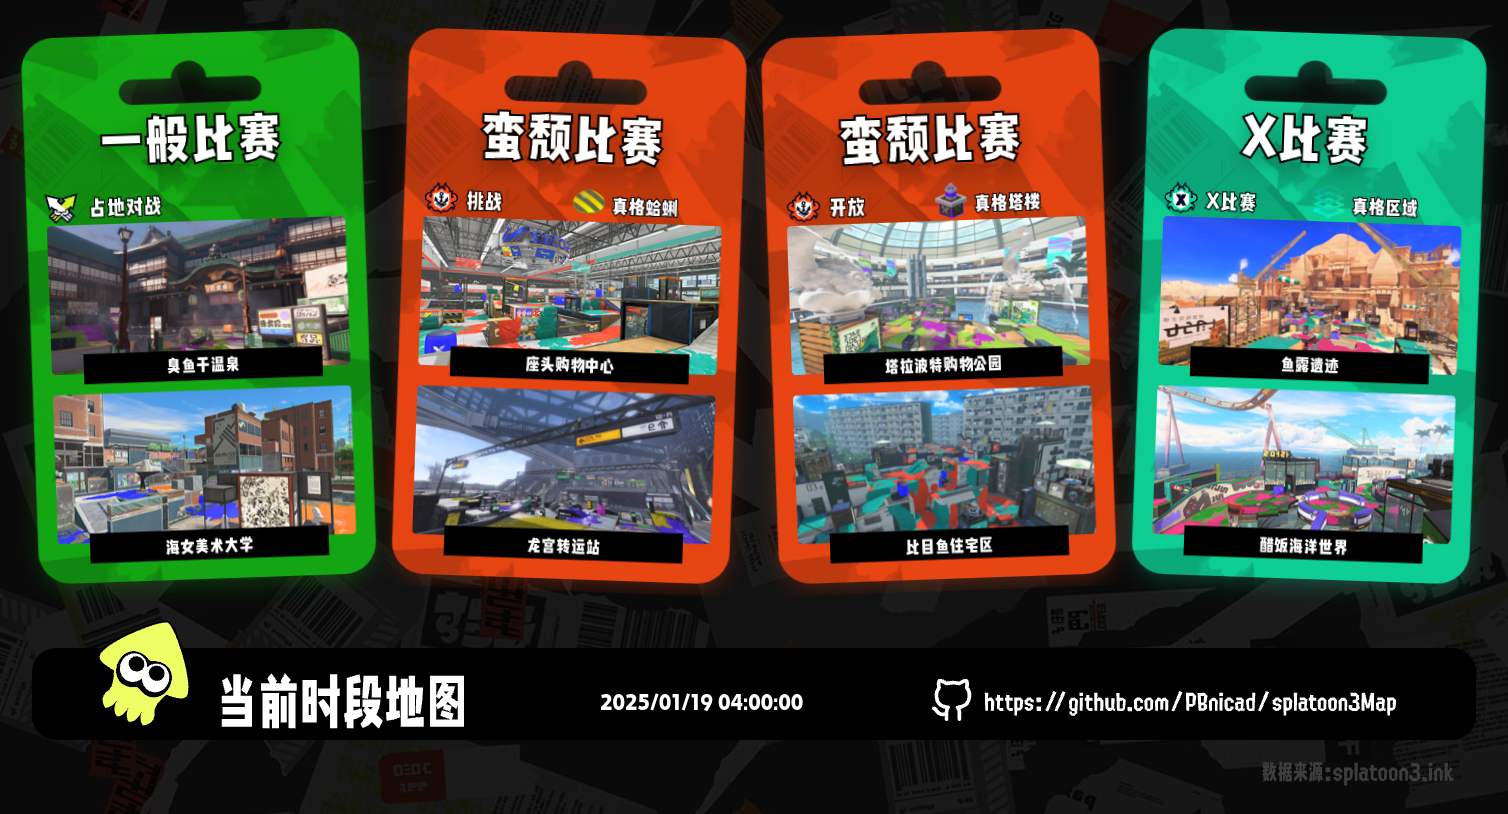 一般比赛
占地对战
臭鱼干温泉
海女美术大学
蛮颓比赛
挑战
真格蛤蜊
座头购物中心
龙宫转运站
蛮颓比赛
开放
真格塔楼
塔拉波特购物公园
比目鱼住宅区
X比赛
X比赛
真格区域
鱼露遗迹
醋饭海洋世界
当前时段地图
2025/01/19 04:00:00
https://github.com/PBnicad/splatoon3Map
数据来源:splatoon3.ink